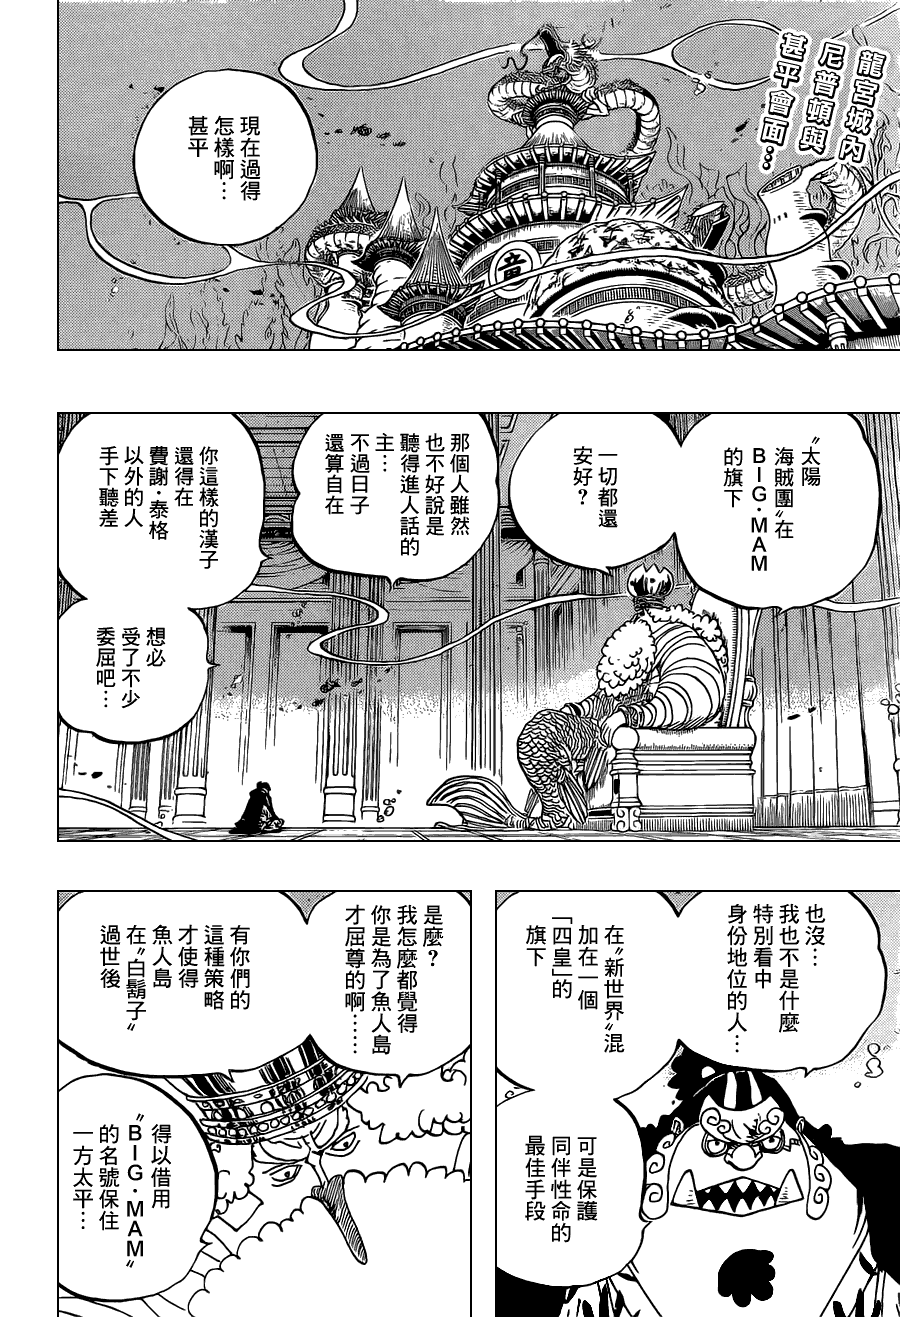 龍宮城內
尼普頓與
甚平會面…
現在過得
怎樣啊…
甚平
竜
〝太陽
海賊團〞在
BIG·MAM
的旗下
一切都還
安好?
那個人雖然
也不好說是
聽得進人話的
主…
不過日子
還算自在
你這樣的漢子
還得在
費謝·泰格
以外的人
手下聽差
想必
受了不少
委屈吧…
也沒…
我也不是什麼
特別看中
身份地位的人…
在〝新世界〞混
加在一個
「四皇」的
旗下
可是保護
同伴性命的
最佳手段
是麼?
我怎麼都覺得
你是為了魚人島
才屈尊的啊……
有你們的
這種策略
才使得
魚人島
在〝白鬍子〞
過世後
得以借用
〝BIG·MAM〞
的名號保住
一方太平…